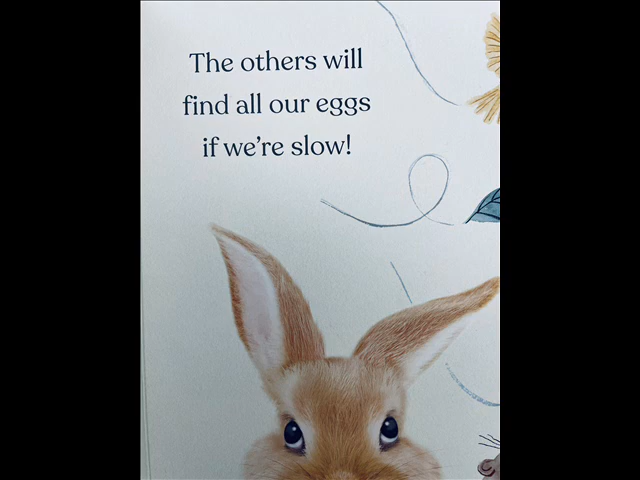 The others will
find all our eggs
if we’re slow!